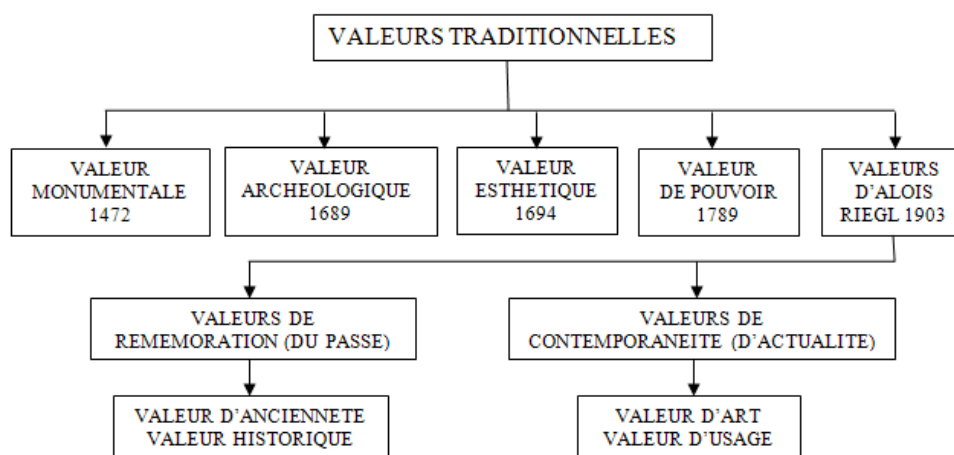 VALEURS TRADITIONNELLES
VALEUR
MONUMENTALE
1472
VALEUR
ARCHEOLOGIQUE
1689
VALEUR
ESTHETIQUE
1694
VALEUR
DE POUVOIR
1789
VALEURS
D'ALOIS
RIEGL 1903
VALEURS DE
REMEMORATION (DU PASSE)
VALEURS DE
CONTEMPORANEITE (D'ACTUALITE)
VALEUR D'ANCIENNETE
VALEUR HISTORIQUE
VALEUR D'ART
VALEUR D'USAGE